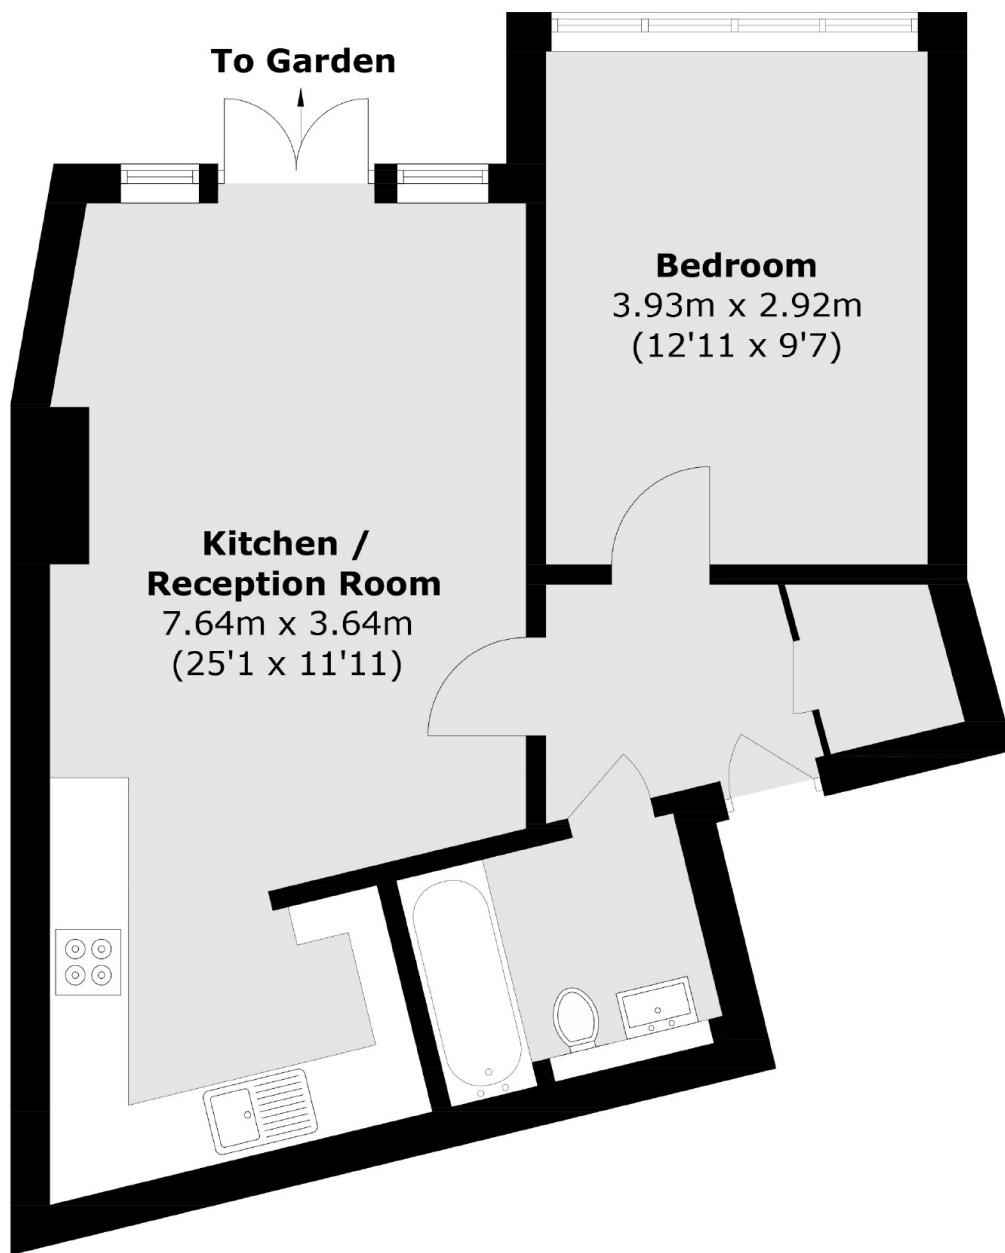 To Garden
Bedroom
3.93m x 2.92m
(12'11 x 9'7)
Kitchen /
Reception Room
7.64m x 3.64m
(25'1 x 11'11)